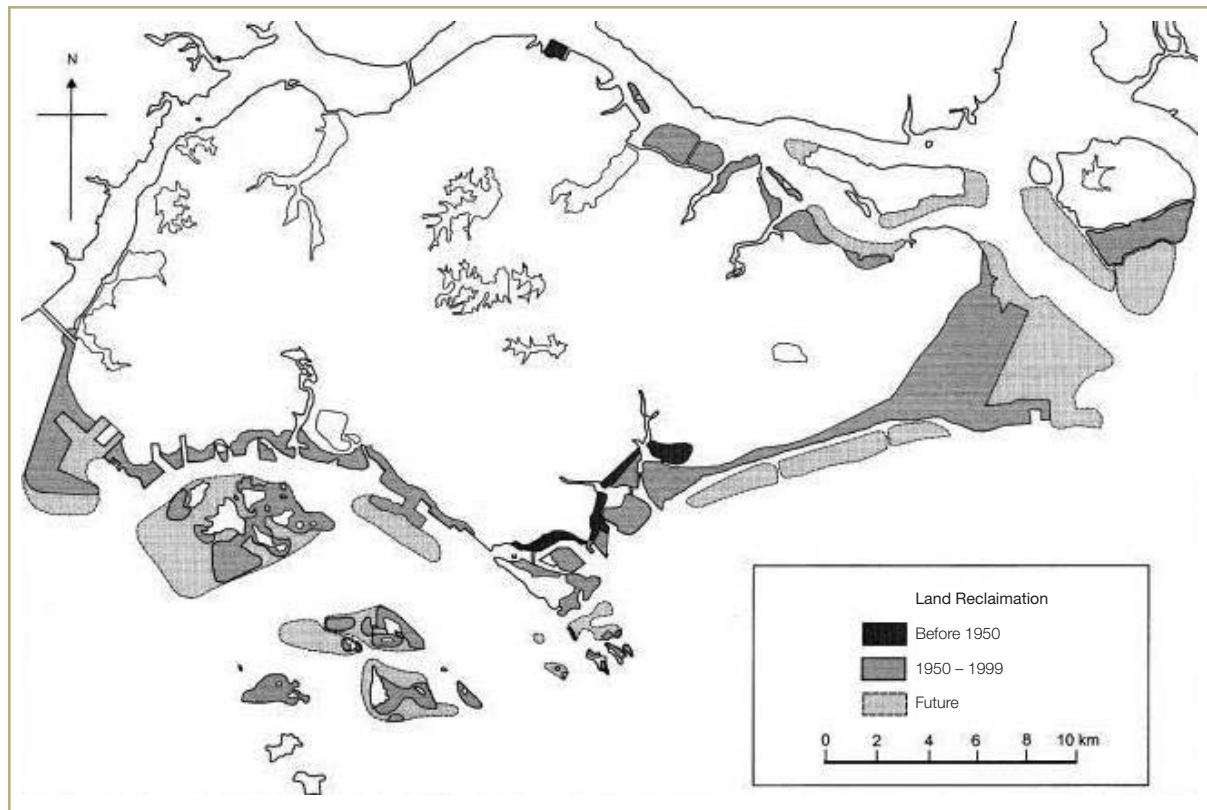 N
Land Reclaimation
Before 1950
1950 – 1999
Future
0 2 4 6 8 10 km